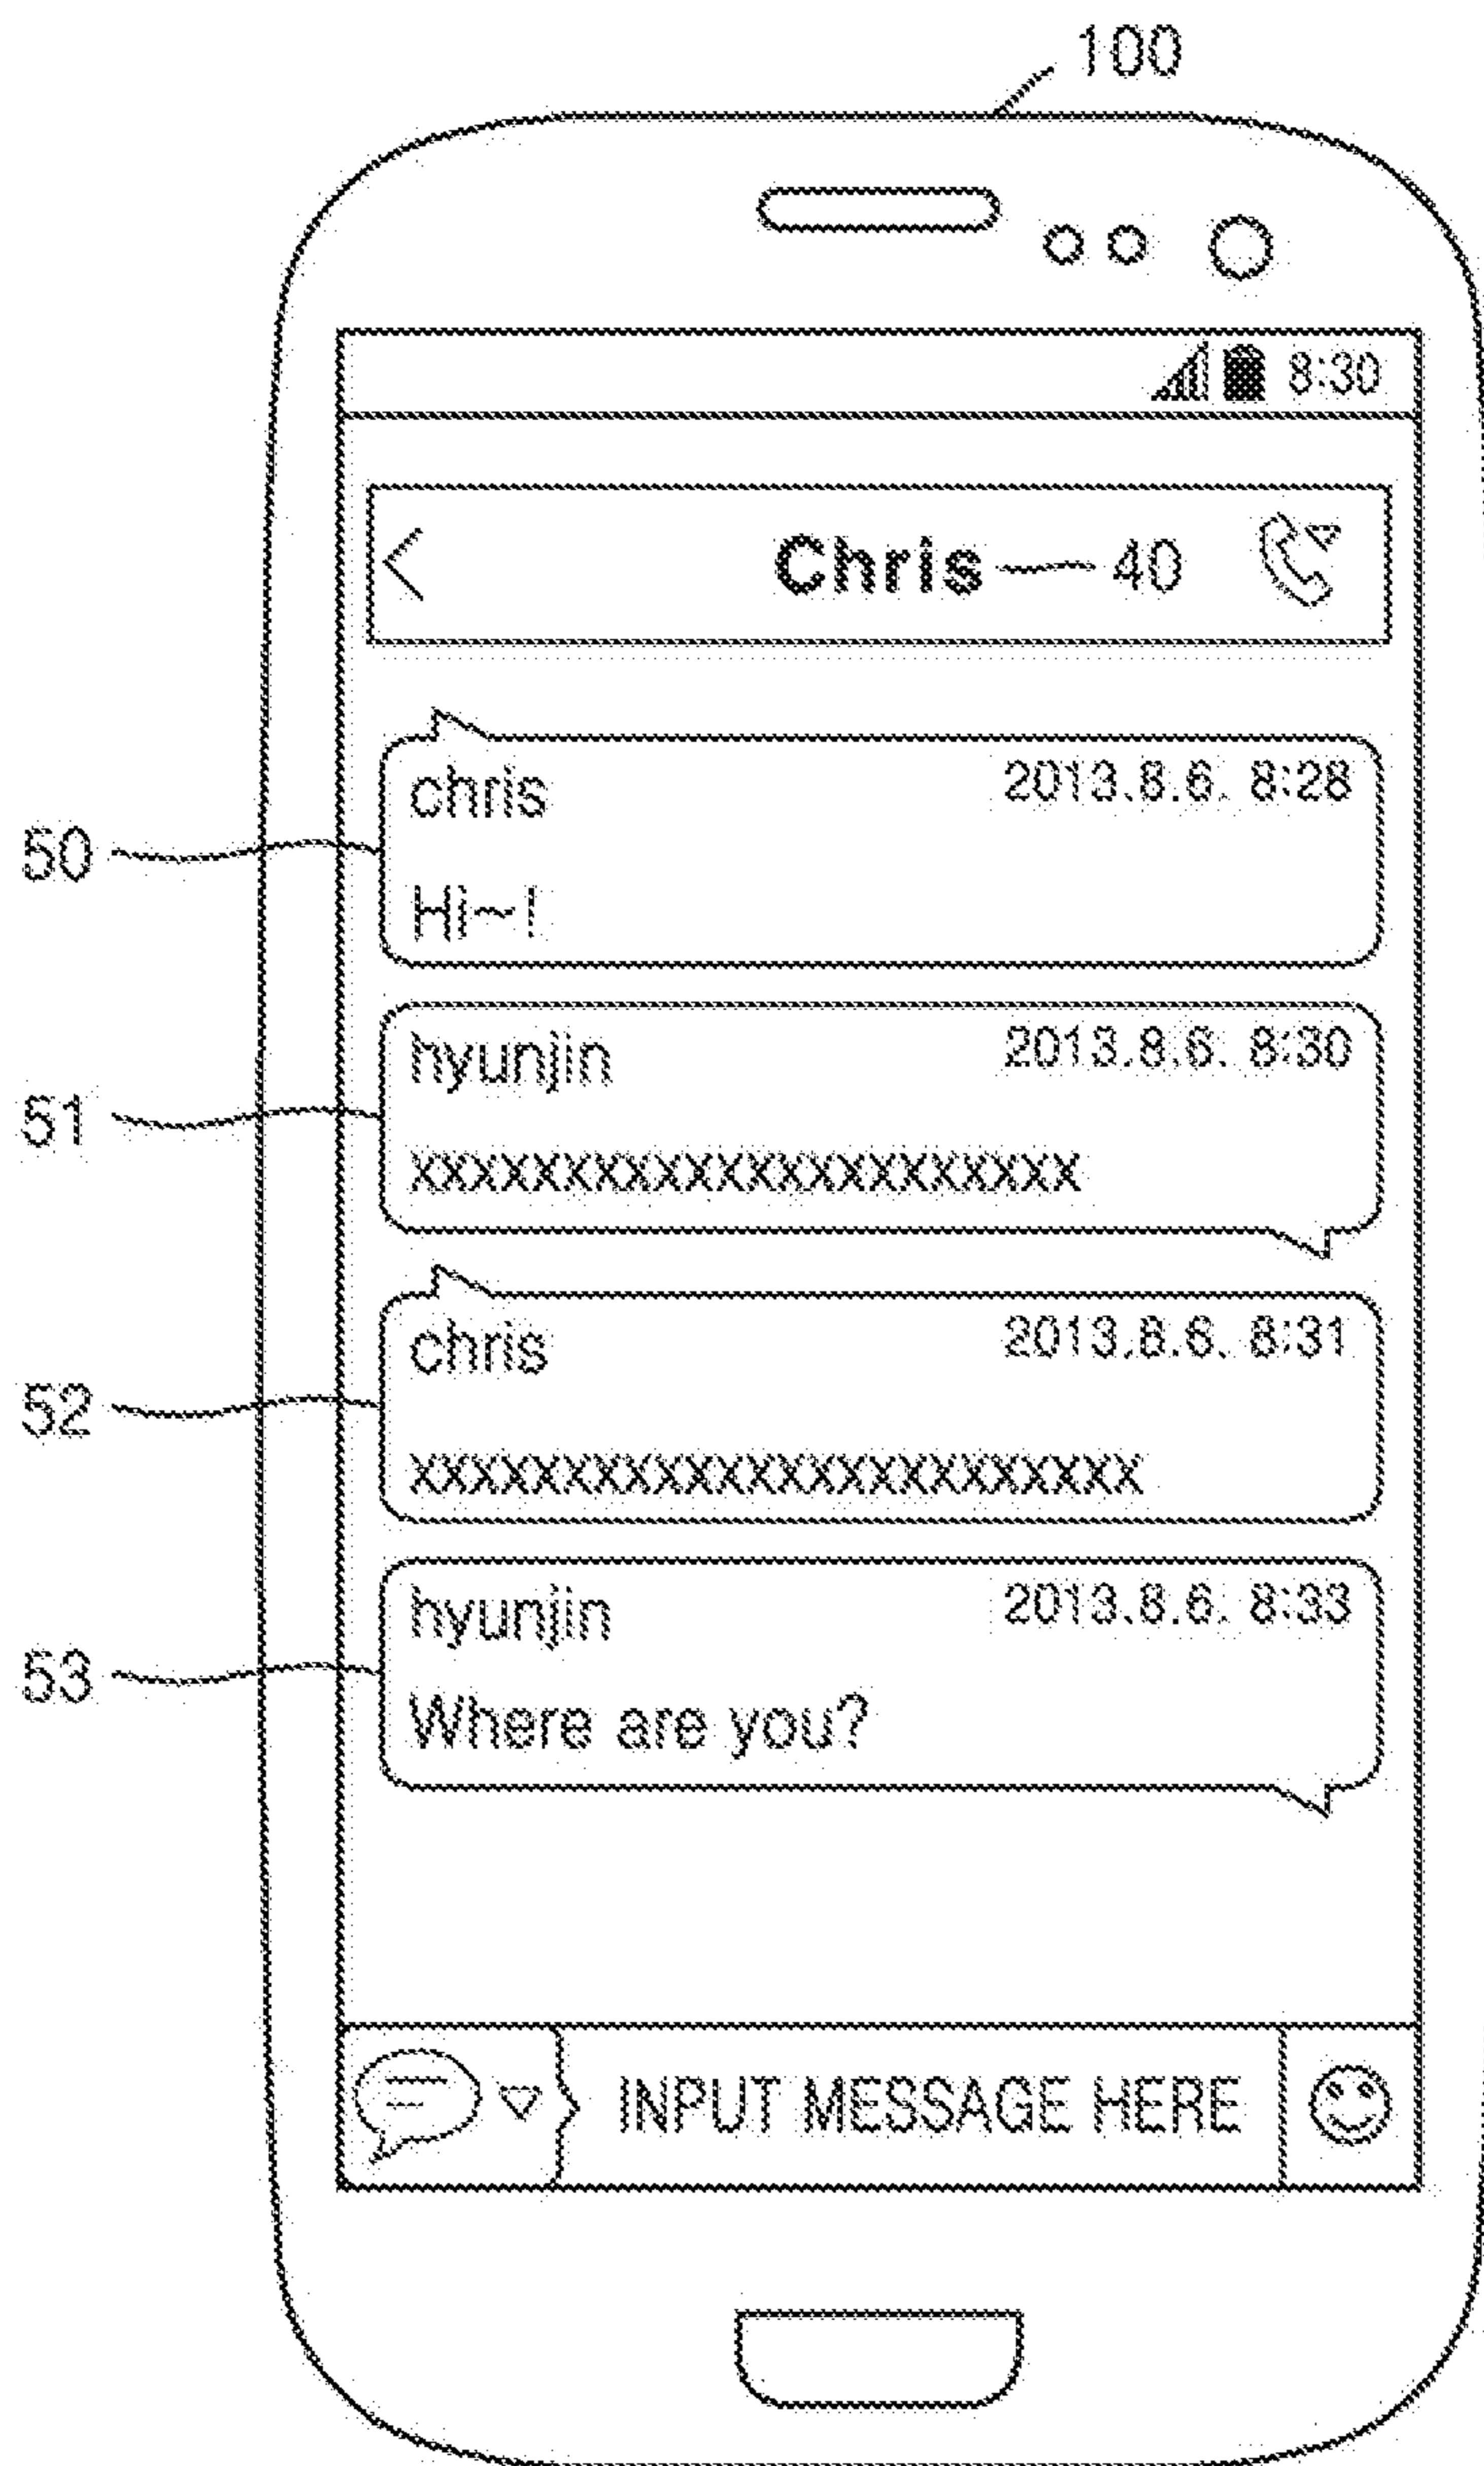 100
8:30
Chris 40
chris 2013.8.6. 8:28
50
Hi~!
hyunjin 2013.8.6. 8:30
51
XXXXXXXXXXXXXXXXXXXXXX
chris 2013.8.6. 8:31
52
XXXXXXXXXXXXXXXXXXXXXXXX
hyunjin 2013.8.6. 8:33
53
Where are you?
INPUT MESSAGE HERE